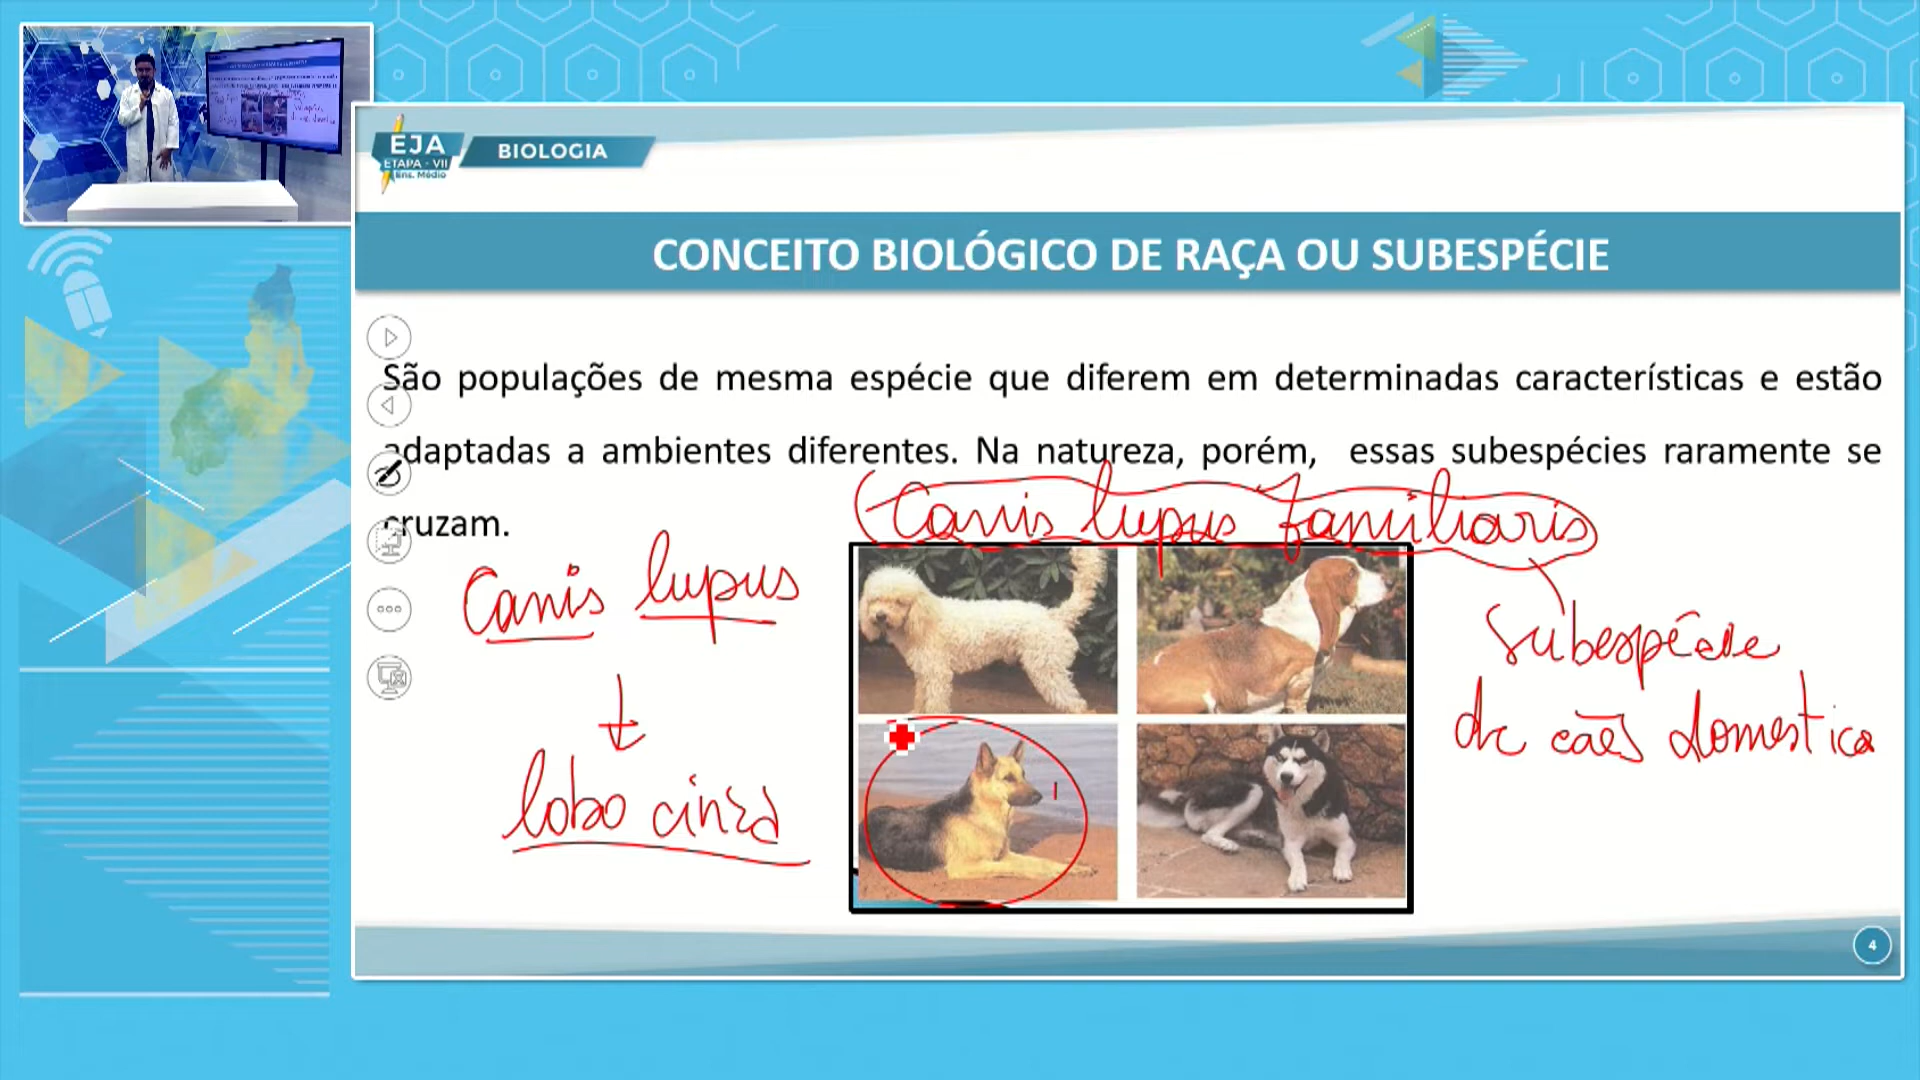 EJA
ETAPA - VII
Ens. Médio
BIOLOGIA
CONCEITO BIOLÓGICO DE RAÇA OU SUBESPÉCIE
São populações de mesma espécie que diferem em determinadas características e estão
adaptadas a ambientes diferentes. Na natureza, porém, essas subespécies raramente se
cruzam.
Canis lupus familiaris
Canis lupus
lobo cinza
subespécie
de cães domestica
4